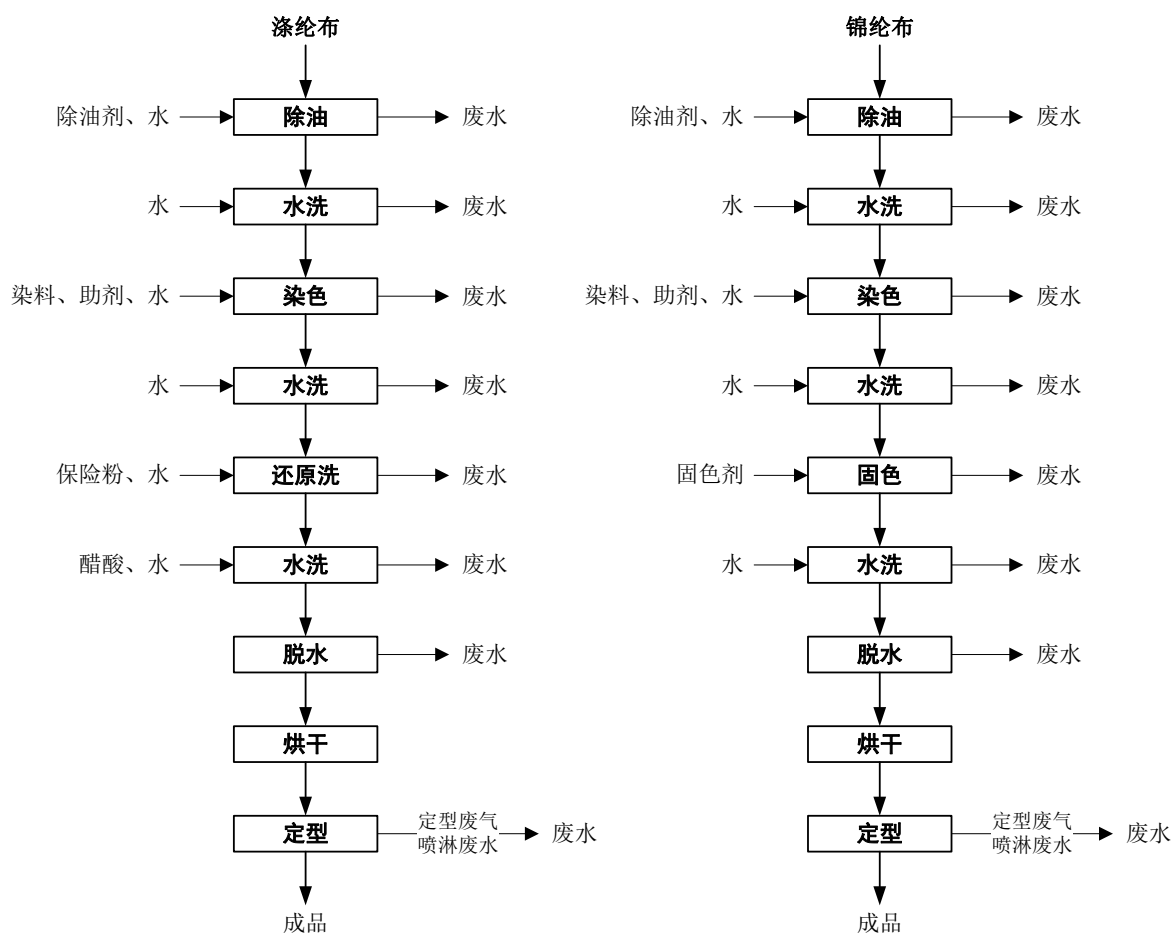 涤纶布
除油剂、水
除油
废水
水
水洗
废水
染料、助剂、水
染色
废水
水
水洗
废水
保险粉、水
还原洗
废水
醋酸、水
水洗
废水
脱水
废水
烘干
定型
定型废气
喷淋废水
废水
成品
锦纶布
除油剂、水
除油
废水
水
水洗
废水
染料、助剂、水
染色
废水
水
水洗
废水
固色剂
固色
废水
水
水洗
废水
脱水
废水
烘干
定型
定型废气
喷淋废水
废水
成品